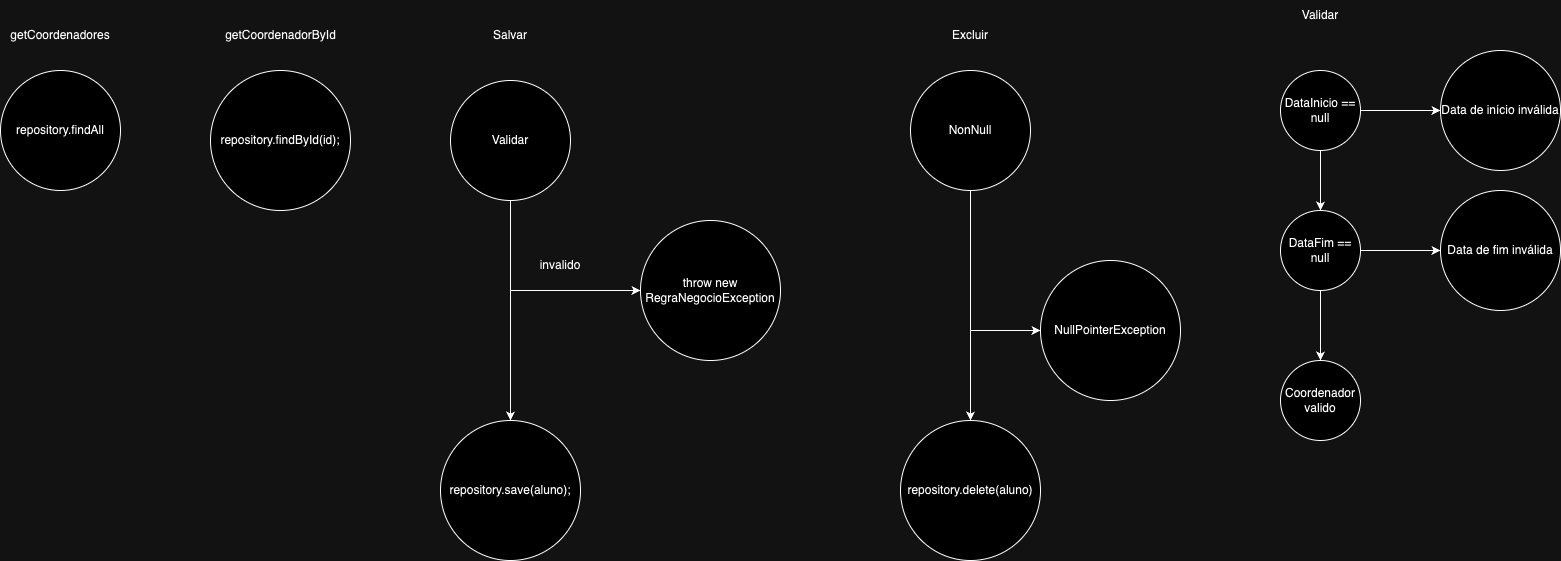 getCoordenadores
repository.findAll
getCoordenadorById
repository.findById(id);
Salvar
Validar
invalido
throw new
RegraNegocioException
repository.save(aluno);
Excluir
NonNull
NullPointerException
repository.delete(aluno)
Validar
DataInicio ==
null
Data de início inválida
DataFim ==
null
Data de fim inválida
Coordenador
valido